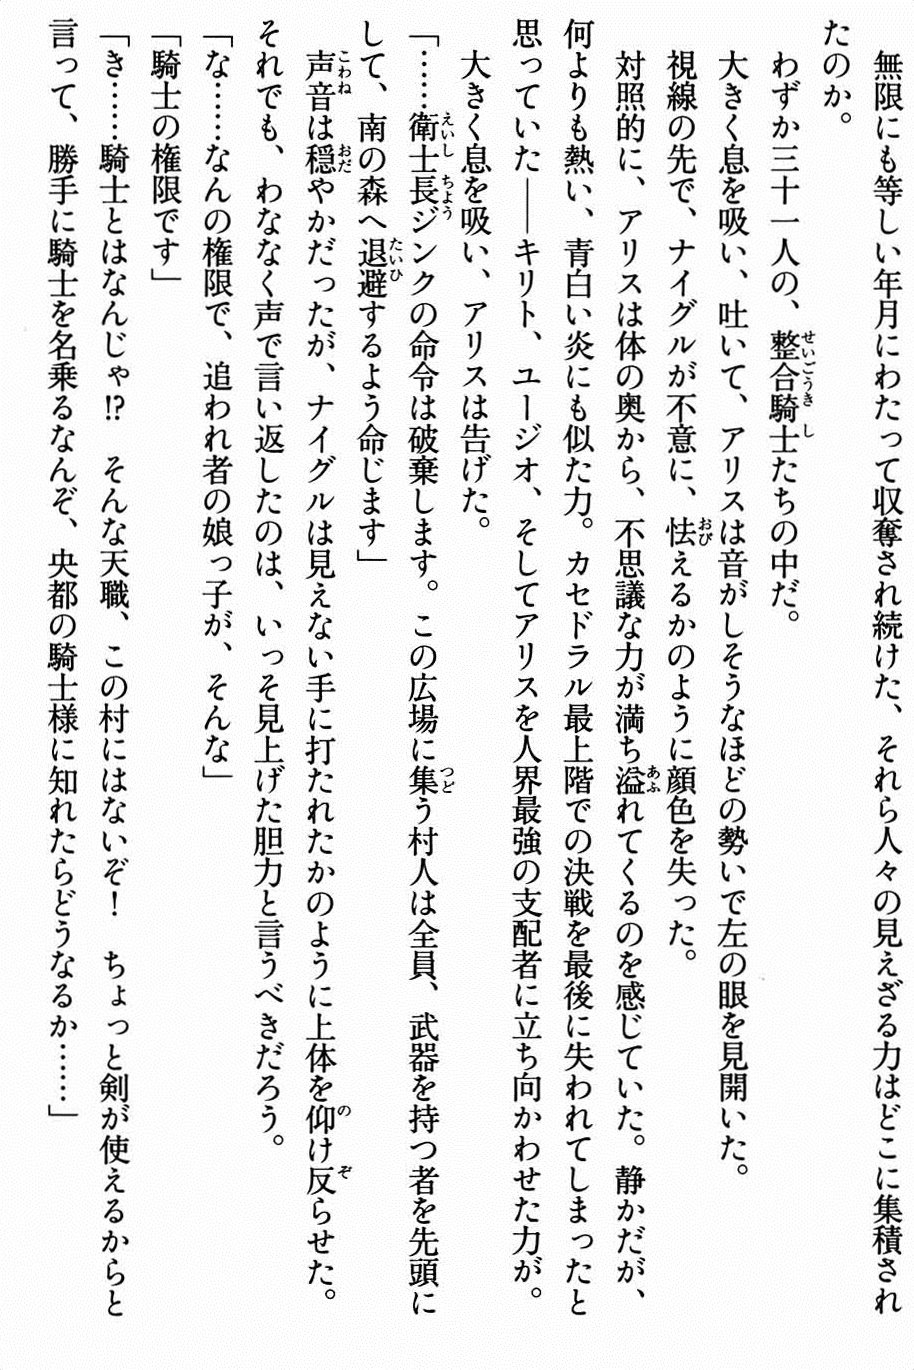 無限にも等しい年月にわたって収奪され続けた、それら人々の見えざる力はどこに集積され
たのか。
わずか三十一人の、整合騎士たちの中だ。
大きく息を吸い、吐いて、アリスは音がしそうなほどの勢いで左の眼を見開いた。
視線の先で、ナイグルが不意に、怯えるかのように顔色を失った。
対照的に、アリスは体の奥から、不思議な力が満ち溢れてくるのを感じていた。静かだが、
何よりも熱い、青白い炎にも似た力。カセドラル最上階での決戦を最後に失われてしまったと
思っていた――キリト、ユージオ、そしてアリスを人界最強の支配者に立ち向かわせた力が。
大きく息を吸い、アリスは告げた。
「……衛士長ジンクの命令は破棄します。この広場に集う村人は全員、武器を持つ者を先頭に
して、南の森へ退避するよう命じます」
声音は穏やかだったが、ナイグルは見えない手に打たれたかのように上体を仰け反らせた。
それでも、わななく声で言い返したのは、いっそ見上げた胆力と言うべきだろう。
「な……なんの権限で、追われ者の娘っ子が、そんな」
「騎士の権限です」
「き……騎士とはなんじゃ!?　そんな天職、この村にはないぞ！　ちょっと剣が使えるからと
言って、勝手に騎士を名乗るなんぞ、央都の騎士様に知れたらどうなるか……」